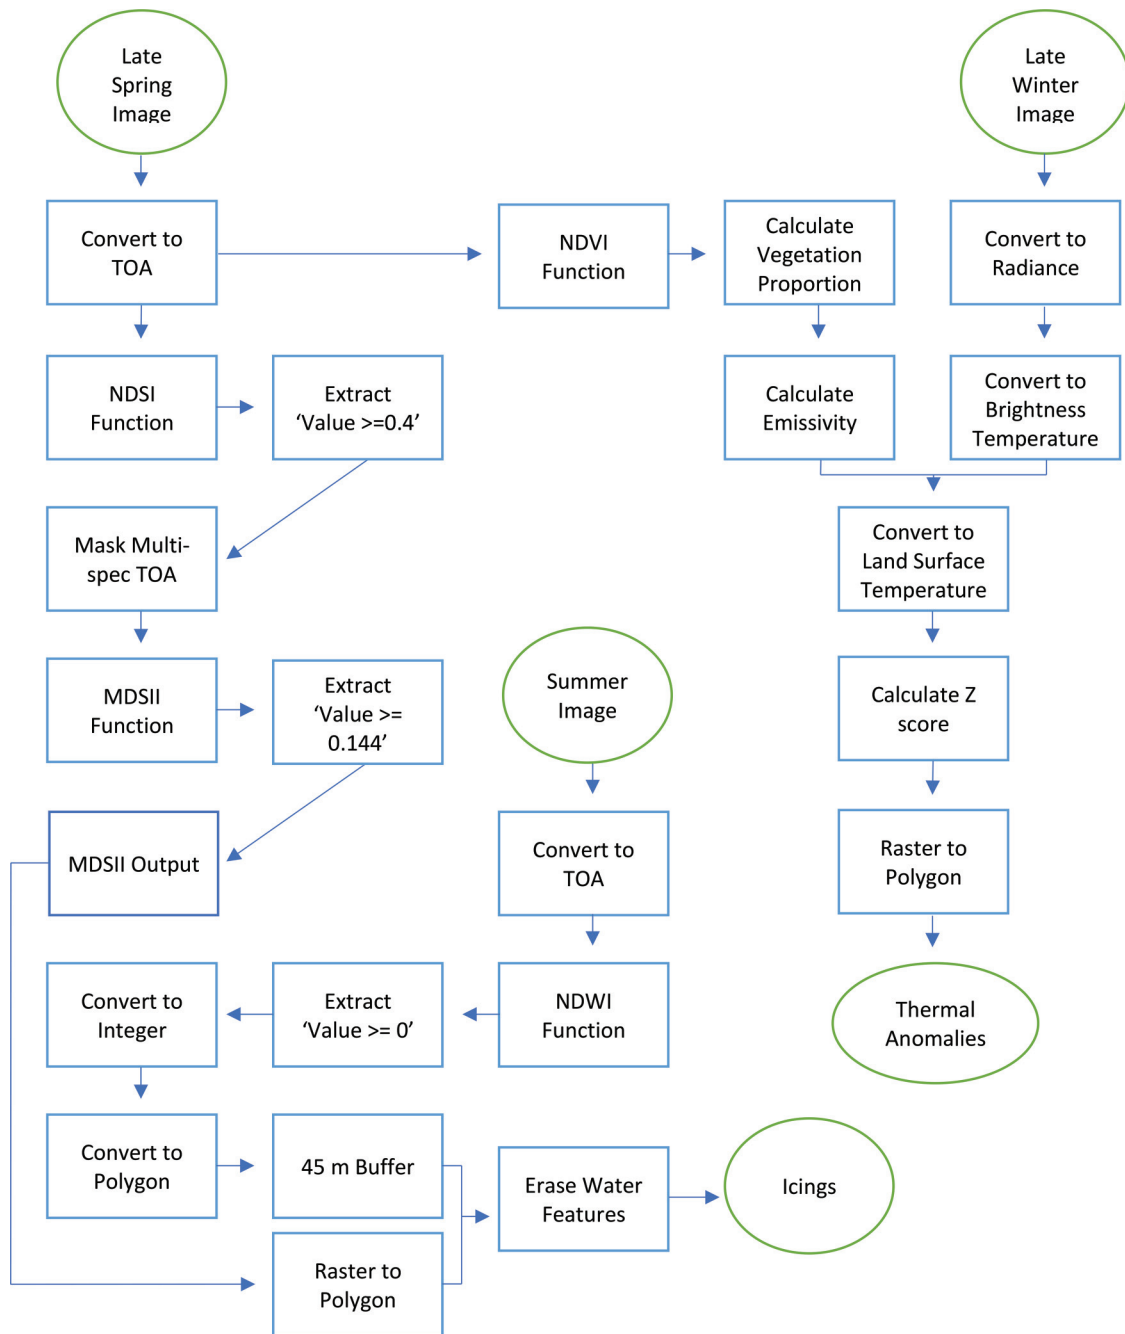 Late
Spring
Image
Late
Winter
Image
Convert to
TOA
NDVI
Function
Calculate
Vegetation
Proportion
Convert to
Radiance
NDSI
Function
Extract
‘Value >=0.4’
Calculate
Emissivity
Convert to
Brightness
Temperature
Mask Multi-
spec TOA
Convert to
Land Surface
Temperature
MDSII
Function
Extract
‘Value >=
0.144’
Summer
Image
Calculate Z
score
MDSII Output
Convert to
TOA
Raster to
Polygon
Convert to
Integer
Extract
‘Value >= 0’
NDWI
Function
Thermal
Anomalies
Convert to
Polygon
45 m Buffer
Erase Water
Features
Icings
Raster to
Polygon